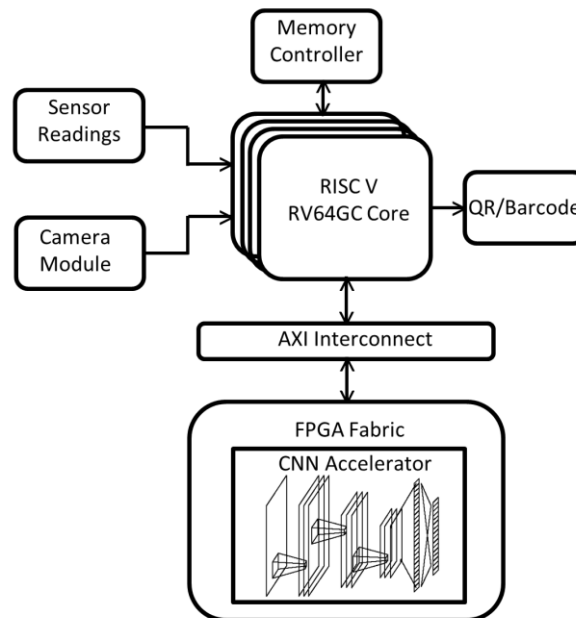 Memory
Controller
Sensor
Readings
RISC V
RV64GC Core
QR/Barcode
Camera
Module
AXI Interconnect
FPGA Fabric
CNN Accelerator